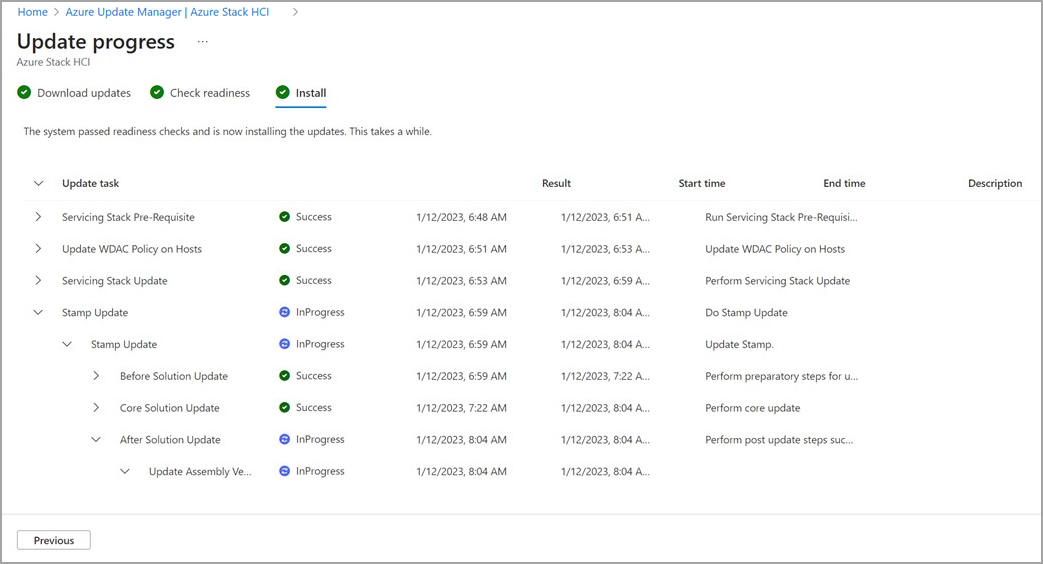 Home > Azure Update Manager | Azure Stack HCI >
Update progress ...
Azure Stack HCI
Download updates Check readiness Install
The system passed readiness checks and is now installing the updates. This takes a while.
Update task Result Start time End time Description
Servicing Stack Pre-Requisite Success 1/12/2023, 6:48 AM 1/12/2023, 6:51 A... Run Servicing Stack Pre-Requisi...
Update WDAC Policy on Hosts Success 1/12/2023, 6:51 AM 1/12/2023, 6:53 A... Update WDAC Policy on Hosts
Servicing Stack Update Success 1/12/2023, 6:53 AM 1/12/2023, 6:59 A... Perform Servicing Stack Update
Stamp Update InProgress 1/12/2023, 6:59 AM 1/12/2023, 8:04 A... Do Stamp Update
Stamp Update InProgress 1/12/2023, 6:59 AM 1/12/2023, 8:04 A... Update Stamp.
Before Solution Update Success 1/12/2023, 6:59 AM 1/12/2023, 7:22 A... Perform preparatory steps for u...
Core Solution Update Success 1/12/2023, 7:22 AM 1/12/2023, 8:04 A... Perform core update
After Solution Update InProgress 1/12/2023, 8:04 AM 1/12/2023, 8:04 A... Perform post update steps suc...
Update Assembly Ve... InProgress 1/12/2023, 8:04 AM 1/12/2023, 8:04 A...
Previous